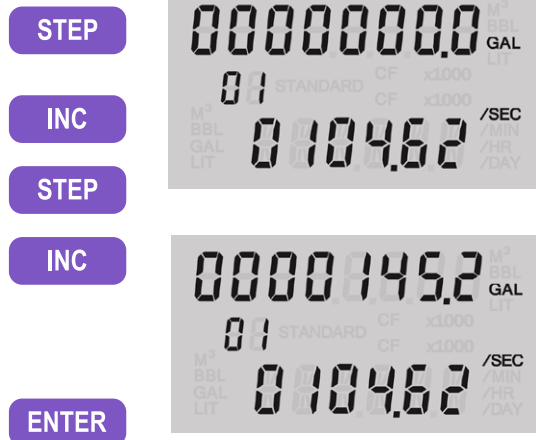 STEP
INC
STEP
INC
ENTER
0000000.0 M³ BBL GAL LIT
01 STANDARD CF x1000
CF x1000
M³ /SEC
BBL /MIN
GAL 0104.62 /HR
LIT /DAY
0000145.2 M³ BBL GAL LIT
01 STANDARD CF x1000
CF x1000
M³ /SEC
BBL /MIN
GAL 0104.62 /HR
LIT /DAY